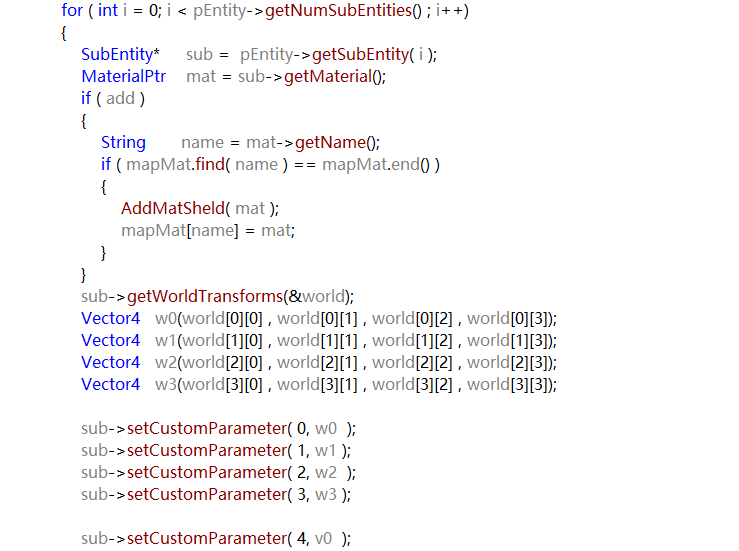 for ( int i = 0; i < pEntity->getNumSubEntities() ; i++)
{
SubEntity* sub = pEntity->getSubEntity( i );
MaterialPtr mat = sub->getMaterial();
if ( add )
{
String name = mat->getName();
if ( mapMat.find( name ) == mapMat.end() )
{
AddMatSheld( mat );
mapMat[name] = mat;
}
}
sub->getWorldTransforms(&world);
Vector4 w0(world[0][0] , world[0][1] , world[0][2] , world[0][3]);
Vector4 w1(world[1][0] , world[1][1] , world[1][2] , world[1][3]);
Vector4 w2(world[2][0] , world[2][1] , world[2][2] , world[2][3]);
Vector4 w3(world[3][0] , world[3][1] , world[3][2] , world[3][3]);
sub->setCustomParameter( 0, w0 );
sub->setCustomParameter( 1, w1 );
sub->setCustomParameter( 2, w2 );
sub->setCustomParameter( 3, w3 );
sub->setCustomParameter( 4, v0 );